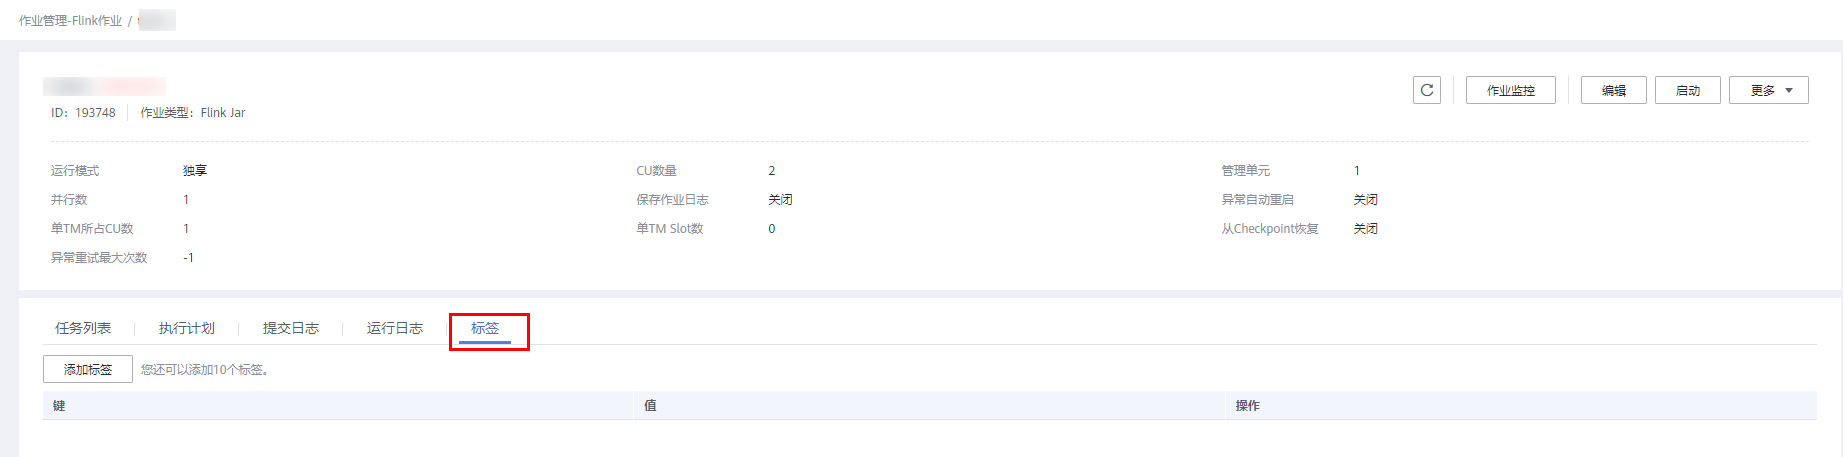 作业管理-Flink作业 /
作业监控 编辑 启动 更多
ID: 193748 作业类型: Flink Jar
运行模式 独享 CU数量 2 管理单元 1
并行数 1 保存作业日志 关闭 异常自动重启 关闭
单TM所占CU数 1 单TM Slot数 0 从Checkpoint恢复 关闭
异常重试最大次数 -1
任务列表 执行计划 提交日志 运行日志 标签
添加标签 您还可以添加10个标签。
键 值 操作